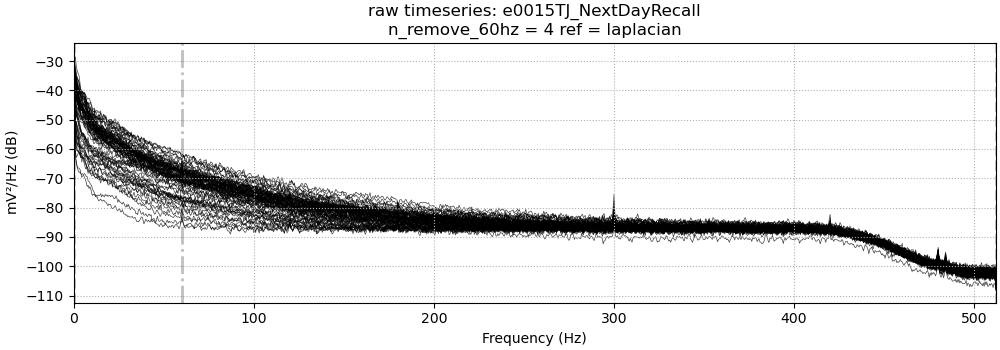 raw timeseries: e0015TJ_NextDayRecall
n_remove_60hz = 4 ref = laplacian
mV²/Hz (dB)
−30
−40
−50
−60
−70
−80
−90
−100
−110
0 100 200 300 400 500
Frequency (Hz)